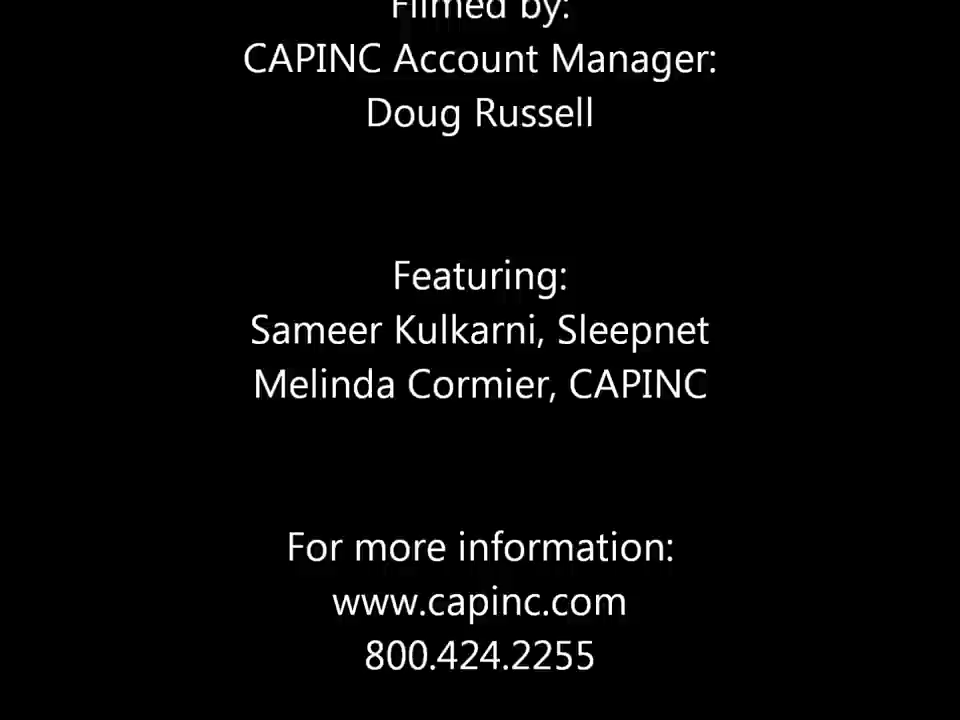 Filmed by:
CAPINC Account Manager:
Doug Russell
Featuring:
Sameer Kulkarni, Sleepnet
Melinda Cormier, CAPINC
For more information:
www.capinc.com
800.424.2255